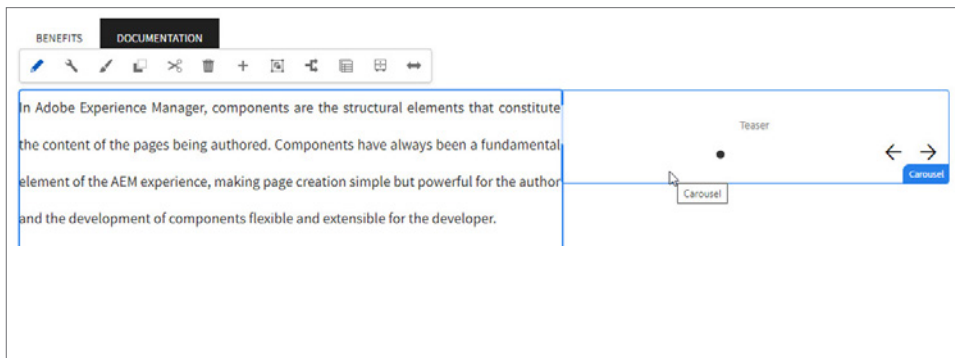 BENEFITS DOCUMENTATION
In Adobe Experience Manager, components are the structural elements that constitute
the content of the pages being authored. Components have always been a fundamental
element of the AEM experience, making page creation simple but powerful for the author
and the development of components flexible and extensible for the developer.
Teaser
Carousel
Carousel